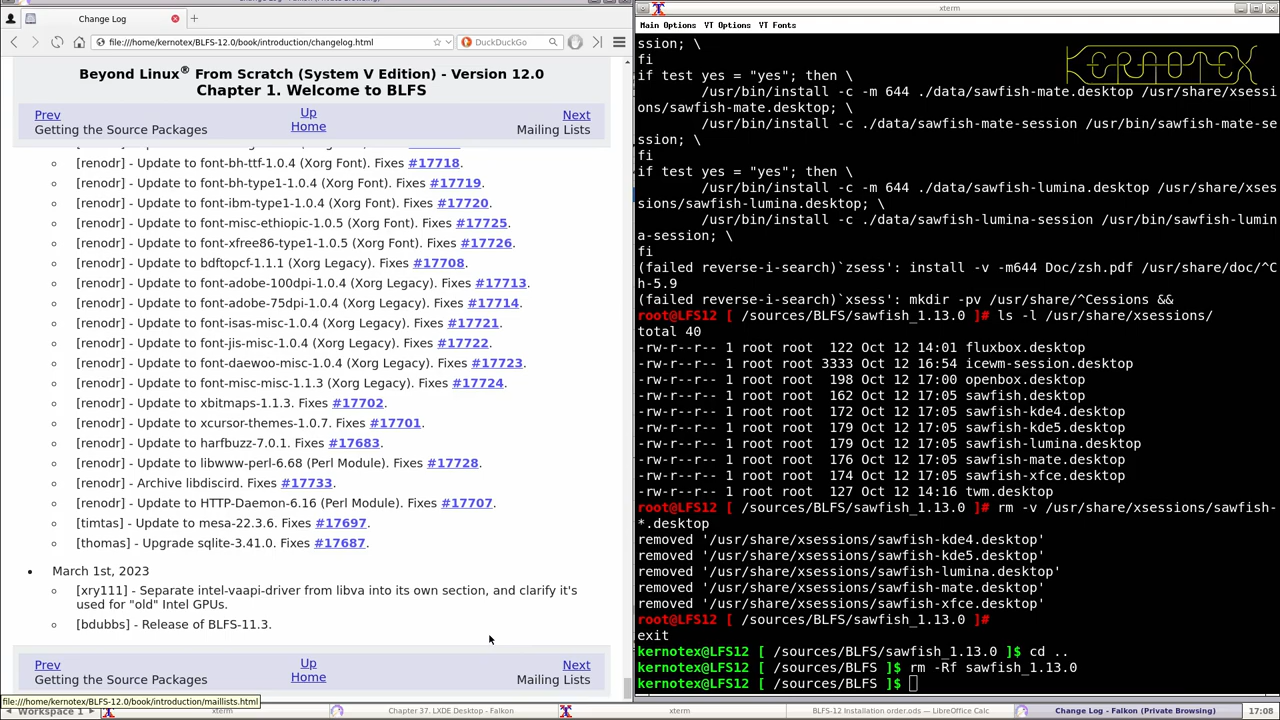 Change Log
file:///home/kernotex/BLFS-12.0/book/introduction/changelog.html
DuckDuckGo
Beyond Linux® From Scratch (System V Edition) - Version 12.0
Chapter 1. Welcome to BLFS
Prev Up Next
Getting the Source Packages Home Mailing Lists
[renodr] - Update to font-bh-ttf-1.0.4 (Xorg Font). Fixes #17718.
[renodr] - Update to font-bh-type1-1.0.4 (Xorg Font). Fixes #17719.
[renodr] - Update to font-ibm-type1-1.0.4 (Xorg Font). Fixes #17720.
[renodr] - Update to font-misc-ethiopic-1.0.5 (Xorg Font). Fixes #17725.
[renodr] - Update to font-xfree86-type1-1.0.5 (Xorg Font). Fixes #17726.
[renodr] - Update to bdftopcf-1.1.1 (Xorg Legacy). Fixes #17708.
[renodr] - Update to font-adobe-100dpi-1.0.4 (Xorg Legacy). Fixes #17713.
[renodr] - Update to font-adobe-75dpi-1.0.4 (Xorg Legacy). Fixes #17714.
[renodr] - Update to font-isas-misc-1.0.4 (Xorg Legacy). Fixes #17721.
[renodr] - Update to font-jis-misc-1.0.4 (Xorg Legacy). Fixes #17722.
[renodr] - Update to font-daewoo-misc-1.0.4 (Xorg Legacy). Fixes #17723.
[renodr] - Update to font-misc-misc-1.1.3 (Xorg Legacy). Fixes #17724.
[renodr] - Update to xbitmaps-1.1.3. Fixes #17702.
[renodr] - Update to xcursor-themes-1.0.7. Fixes #17701.
[renodr] - Update to harfbuzz-7.0.1. Fixes #17683.
[renodr] - Update to libwww-perl-6.68 (Perl Module). Fixes #17728.
[renodr] - Archive libdiscird. Fixes #17733.
[renodr] - Update to HTTP-Daemon-6.16 (Perl Module). Fixes #17707.
[timtas] - Update to mesa-22.3.6. Fixes #17697.
[thomas] - Upgrade sqlite-3.41.0. Fixes #17687.
March 1st, 2023
[xry111] - Separate intel-vaapi-driver from libva into its own section, and clarify it's
used for "old" Intel GPUs.
[bdubbs] - Release of BLFS-11.3.
Prev Up Next
Getting the Source Packages Home Mailing Lists
file:///home/kernotex/BLFS-12.0/book/introduction/maillists.html
xterm
Main Options VT Options VT Fonts
KERNOTEX
ssion; \
fi
if test yes = "yes"; then \
/usr/bin/install -c -m 644 ./data/sawfish-mate.desktop /usr/share/xsessi
ons/sawfish-mate.desktop; \
/usr/bin/install -c ./data/sawfish-mate-session /usr/bin/sawfish-mate-se
ssion; \
fi
if test yes = "yes"; then \
/usr/bin/install -c -m 644 ./data/sawfish-lumina.desktop /usr/share/xses
sions/sawfish-lumina.desktop; \
/usr/bin/install -c ./data/sawfish-lumina-session /usr/bin/sawfish-lumin
a-session; \
fi
(failed reverse-i-search)`zsess': install -v -m644 Doc/zsh.pdf /usr/share/doc/^C
h-5.9
(failed reverse-i-search)`xsess': mkdir -pv /usr/share/^Cessions &&
root@LFS12 [ /sources/BLFS/sawfish_1.13.0 ]# ls -l /usr/share/xsessions/
total 40
-rw-r--r-- 1 root root  122 Oct 12 14:01 fluxbox.desktop
-rw-r--r-- 1 root root 3333 Oct 12 16:54 icewm-session.desktop
-rw-r--r-- 1 root root  198 Oct 12 17:00 openbox.desktop
-rw-r--r-- 1 root root  162 Oct 12 17:05 sawfish.desktop
-rw-r--r-- 1 root root  172 Oct 12 17:05 sawfish-kde4.desktop
-rw-r--r-- 1 root root  179 Oct 12 17:05 sawfish-kde5.desktop
-rw-r--r-- 1 root root  179 Oct 12 17:05 sawfish-lumina.desktop
-rw-r--r-- 1 root root  176 Oct 12 17:05 sawfish-mate.desktop
-rw-r--r-- 1 root root  174 Oct 12 17:05 sawfish-xfce.desktop
-rw-r--r-- 1 root root  127 Oct 12 14:16 twm.desktop
root@LFS12 [ /sources/BLFS/sawfish_1.13.0 ]# rm -v /usr/share/xsessions/sawfish-
*.desktop
removed '/usr/share/xsessions/sawfish-kde4.desktop'
removed '/usr/share/xsessions/sawfish-kde5.desktop'
removed '/usr/share/xsessions/sawfish-lumina.desktop'
removed '/usr/share/xsessions/sawfish-mate.desktop'
removed '/usr/share/xsessions/sawfish-xfce.desktop'
root@LFS12 [ /sources/BLFS/sawfish_1.13.0 ]#
exit
kernotex@LFS12 [ /sources/BLFS/sawfish_1.13.0 ]$ cd ..
kernotex@LFS12 [ /sources/BLFS ]$ rm -Rf sawfish_1.13.0
kernotex@LFS12 [ /sources/BLFS ]$
Workspace 1 xterm Chapter 37. LXDE Desktop - Falkon xterm BLFS-12 Installation order.ods — LibreOffice Calc Change Log - Falkon (Private Browsing) 17:08